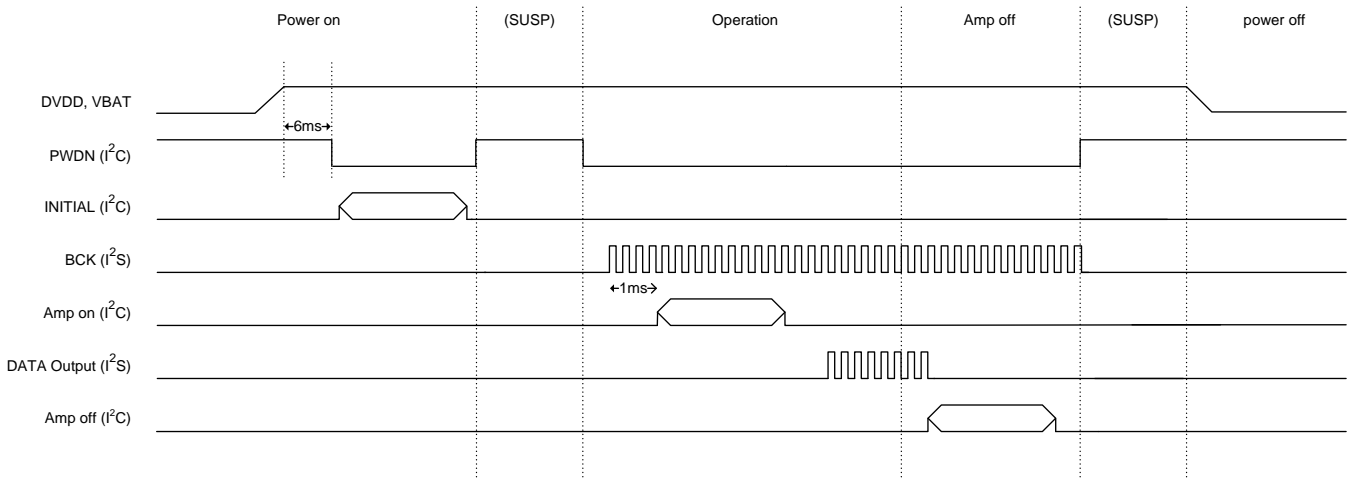 Power on (SUSP) Operation Amp off (SUSP) power off
DVDD, VBAT
6ms
PWDN (I²C)
INITIAL (I²C)
BCK (I²S)
1ms
Amp on (I²C)
DATA Output (I²S)
Amp off (I²C)